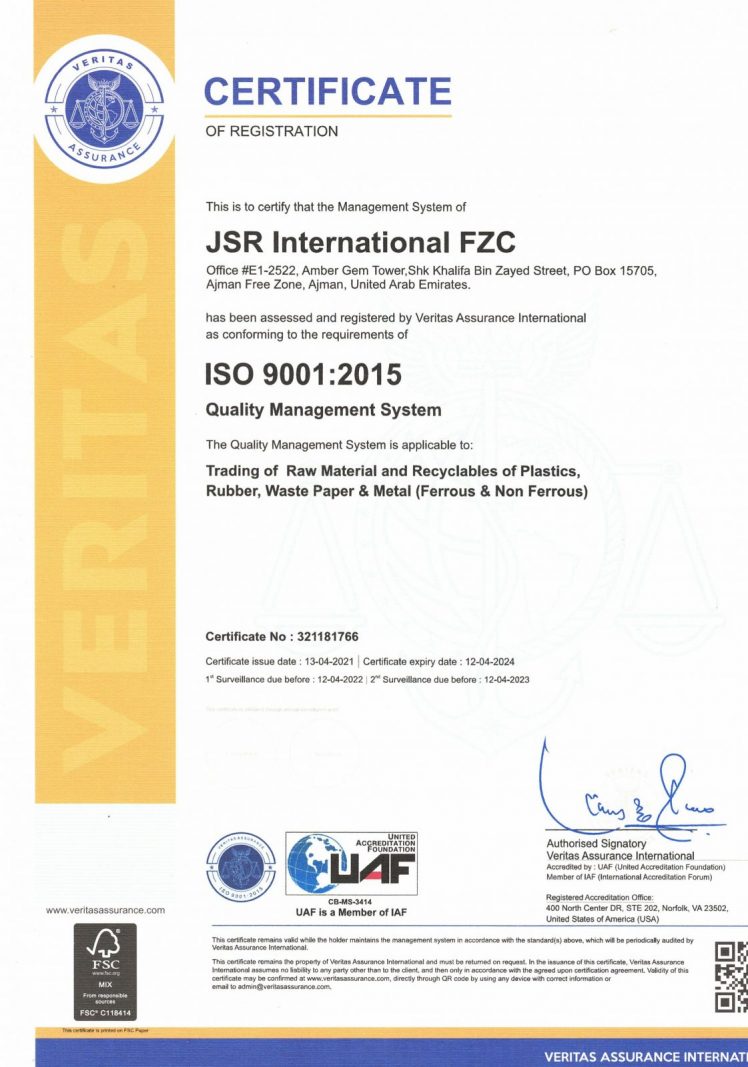 VERITAS
ASSURANCE
VERITAS
CERTIFICATE
OF REGISTRATION
This is to certify that the Management System of
JSR International FZC
Office #E1-2522, Amber Gem Tower,Shk Khalifa Bin Zayed Street, PO Box 15705,
Ajman Free Zone, Ajman, United Arab Emirates.
has been assessed and registered by Veritas Assurance International
as conforming to the requirements of
ISO 9001:2015
Quality Management System
The Quality Management System is applicable to:
Trading of Raw Material and Recyclables of Plastics,
Rubber, Waste Paper & Metal (Ferrous & Non Ferrous)
Certificate No : 321181766
Certificate issue date : 13-04-2021 | Certificate expiry date : 12-04-2024
1st Surveillance due before : 12-04-2022 | 2nd Surveillance due before : 12-04-2023
Authorised Signatory
Veritas Assurance International
Accredited by : UAF (United Accreditation Foundation)
Member of IAF (International Accreditation Forum)
Registered Accreditation Office:
400 North Center DR, STE 202, Norfolk, VA 23502,
United States of America (USA)
VERITAS ASSURANCE
ISO 9001:2015
UNITED
ACCREDITATION
FOUNDATION
UAF
CB-MS-3414
UAF is a Member of IAF
www.veritasassurance.com
FSC
www.fsc.org
MIX
From responsible
sources
FSC® C118414
This certificate is printed on FSC Paper
This certificate remains valid while the holder maintains the management system in accordance with the standard(s) above, which will be periodically audited by
Veritas Assurance International.
This certificate remains the property of Veritas Assurance International and must be returned on request. In the issuance of this certificate, Veritas Assurance
International assumes no liability to any party other than to the client, and then only in accordance with the agreed upon certification agreement. Validity of this
certificate may be confirmed at www.veritasassurance.com, directly through QR code by using any device with correct information or
email to admin@veritasassurance.com.
VERITAS ASSURANCE INTERNATI